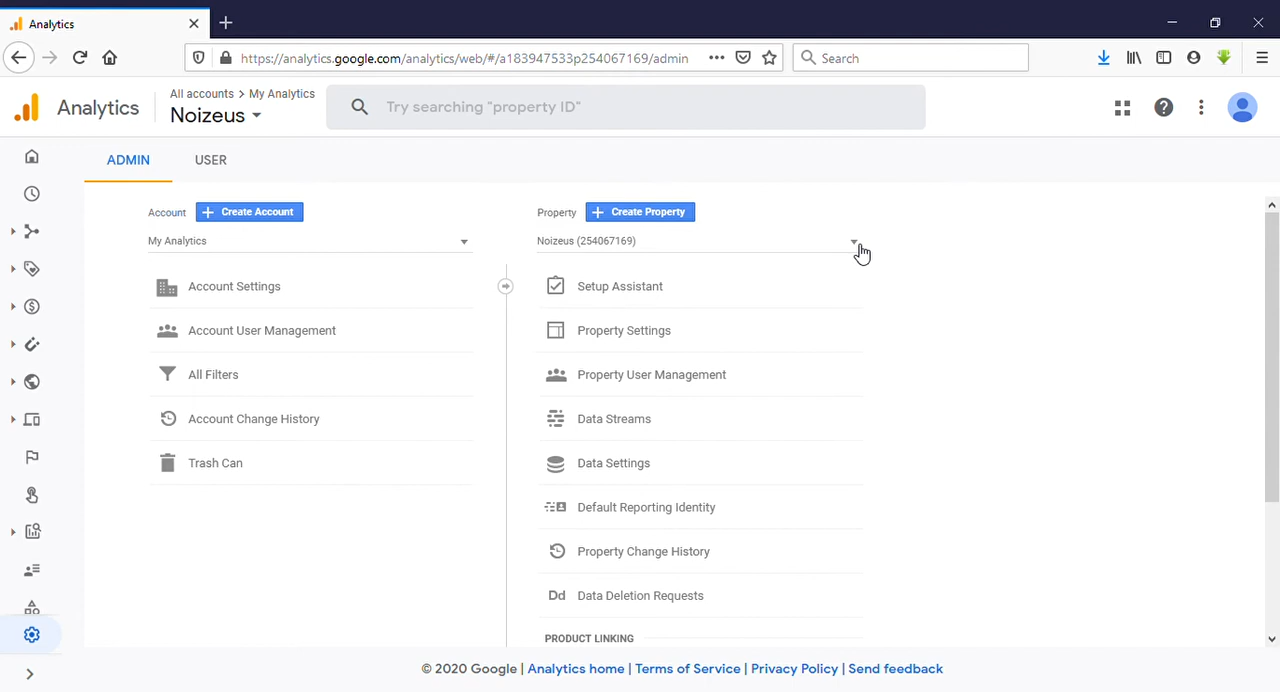 Analytics
https://analytics.google.com/analytics/web/#/a183947533p254067169/admin
Search
Analytics
All accounts > My Analytics
Noizeus
Try searching "property ID"
ADMIN
USER
Account
+ Create Account
My Analytics
Account Settings
Account User Management
All Filters
Account Change History
Trash Can
Property
+ Create Property
Noizeus (254067169)
Setup Assistant
Property Settings
Property User Management
Data Streams
Data Settings
Default Reporting Identity
Property Change History
Dd Data Deletion Requests
PRODUCT LINKING
© 2020 Google | Analytics home | Terms of Service | Privacy Policy | Send feedback